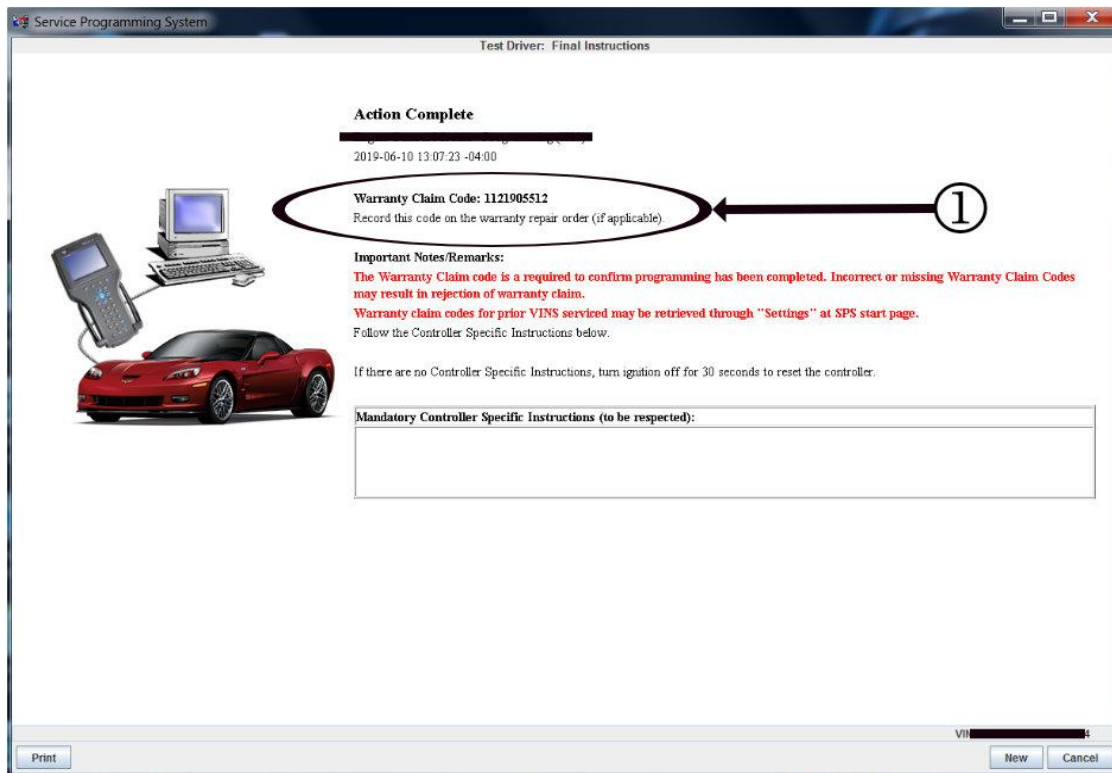 Service Programming System
Test Driver: Final Instructions
Action Complete
2019-06-10 13:07:23 -04:00
Warranty Claim Code: 1121905512
Record this code on the warranty repair order (if applicable).
1
Important Notes/Remarks:
The Warranty Claim code is a required to confirm programming has been completed. Incorrect or missing Warranty Claim Codes
may result in rejection of warranty claim.
Warranty claim codes for prior VINS serviced may be retrieved through "Settings" at SPS start page.
Follow the Controller Specific Instructions below.
If there are no Controller Specific Instructions, turn ignition off for 30 seconds to reset the controller.
Mandatory Controller Specific Instructions (to be respected):
4
Print
New
Cancel